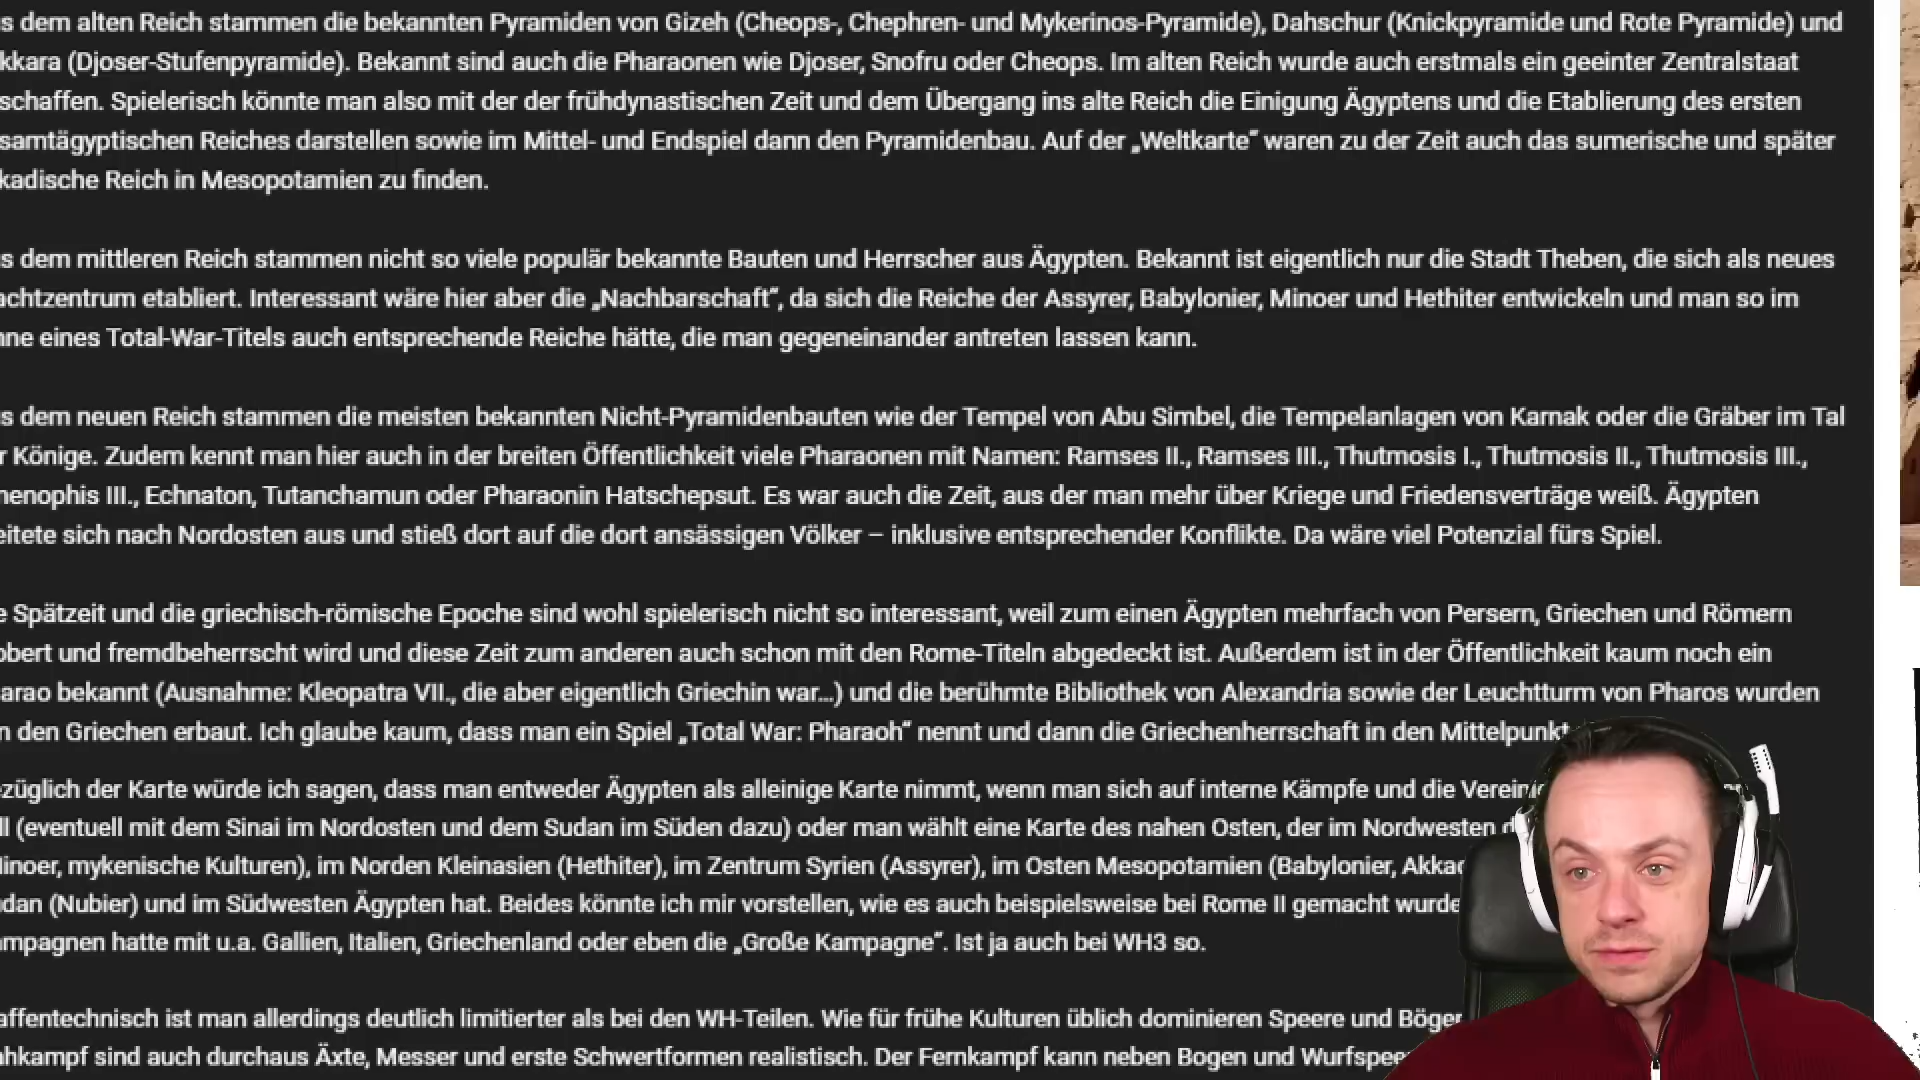 s dem alten Reich stammen die bekannten Pyramiden von Gizeh (Cheops-, Chephren- und Mykerinos-Pyramide), Dahschur (Knickpyramide und Rote Pyramide) und
kkara (Djoser-Stufenpyramide). Bekannt sind auch die Pharaonen wie Djoser, Snofru oder Cheops. Im alten Reich wurde auch erstmals ein geeinter Zentralstaat
schaffen. Spielerisch könnte man also mit der der frühdynastischen Zeit und dem Übergang ins alte Reich die Einigung Ägyptens und die Etablierung des ersten
samtägyptischen Reiches darstellen sowie im Mittel- und Endspiel dann den Pyramidenbau. Auf der „Weltkarte“ waren zu der Zeit auch das sumerische und später
kadische Reich in Mesopotamien zu finden.
s dem mittleren Reich stammen nicht so viele populär bekannte Bauten und Herrscher aus Ägypten. Bekannt ist eigentlich nur die Stadt Theben, die sich als neues
achtzentrum etabliert. Interessant wäre hier aber die „Nachbarschaft“, da sich die Reiche der Assyrer, Babylonier, Minoer und Hethiter entwickeln und man so im
nne eines Total-War-Titels auch entsprechende Reiche hätte, die man gegeneinander antreten lassen kann.
s dem neuen Reich stammen die meisten bekannten Nicht-Pyramidenbauten wie der Tempel von Abu Simbel, die Tempelanlagen von Karnak oder die Gräber im Tal
r Könige. Zudem kennt man hier auch in der breiten Öffentlichkeit viele Pharaonen mit Namen: Ramses II., Ramses III., Thutmosis I., Thutmosis II., Thutmosis III.,
nenophis III., Echnaton, Tutanchamun oder Pharaonin Hatschepsut. Es war auch die Zeit, aus der man mehr über Kriege und Friedensverträge weiß. Ägypten
eitete sich nach Nordosten aus und stieß dort auf die dort ansässigen Völker – inklusive entsprechender Konflikte. Da wäre viel Potenzial fürs Spiel.
e Spätzeit und die griechisch-römische Epoche sind wohl spielerisch nicht so interessant, weil zum einen Ägypten mehrfach von Persern, Griechen und Römern
obert und fremdbeherrscht wird und diese Zeit zum anderen auch schon mit den Rome-Titeln abgedeckt ist. Außerdem ist in der Öffentlichkeit kaum noch ein
arao bekannt (Ausnahme: Kleopatra VII., die aber eigentlich Griechin war…) und die berühmte Bibliothek von Alexandria sowie der Leuchtturm von Pharos wurden
n den Griechen erbaut. Ich glaube kaum, dass man ein Spiel „Total War: Pharaoh“ nennt und dann die Griechenherrschaft in den Mittelpunkt
züglich der Karte würde ich sagen, dass man entweder Ägypten als alleinige Karte nimmt, wenn man sich auf interne Kämpfe und die Verein
ll (eventuell mit dem Sinai im Nordosten und dem Sudan im Süden dazu) oder man wählt eine Karte des nahen Osten, der im Nordwesten
inoer, mykenische Kulturen), im Norden Kleinasien (Hethiter), im Zentrum Syrien (Assyrer), im Osten Mesopotamien (Babylonier, Akkad
dan (Nubier) und im Südwesten Ägypten hat. Beides könnte ich mir vorstellen, wie es auch beispielsweise bei Rome II gemacht wurde
ampagnen hatte mit u.a. Gallien, Italien, Griechenland oder eben die „Große Kampagne“. Ist ja auch bei WH3 so.
affentechnisch ist man allerdings deutlich limitierter als bei den WH-Teilen. Wie für frühe Kulturen üblich dominieren Speere und Böge
ahkampf sind auch durchaus Äxte, Messer und erste Schwertformen realistisch. Der Fernkampf kann neben Bogen und Wurfspee